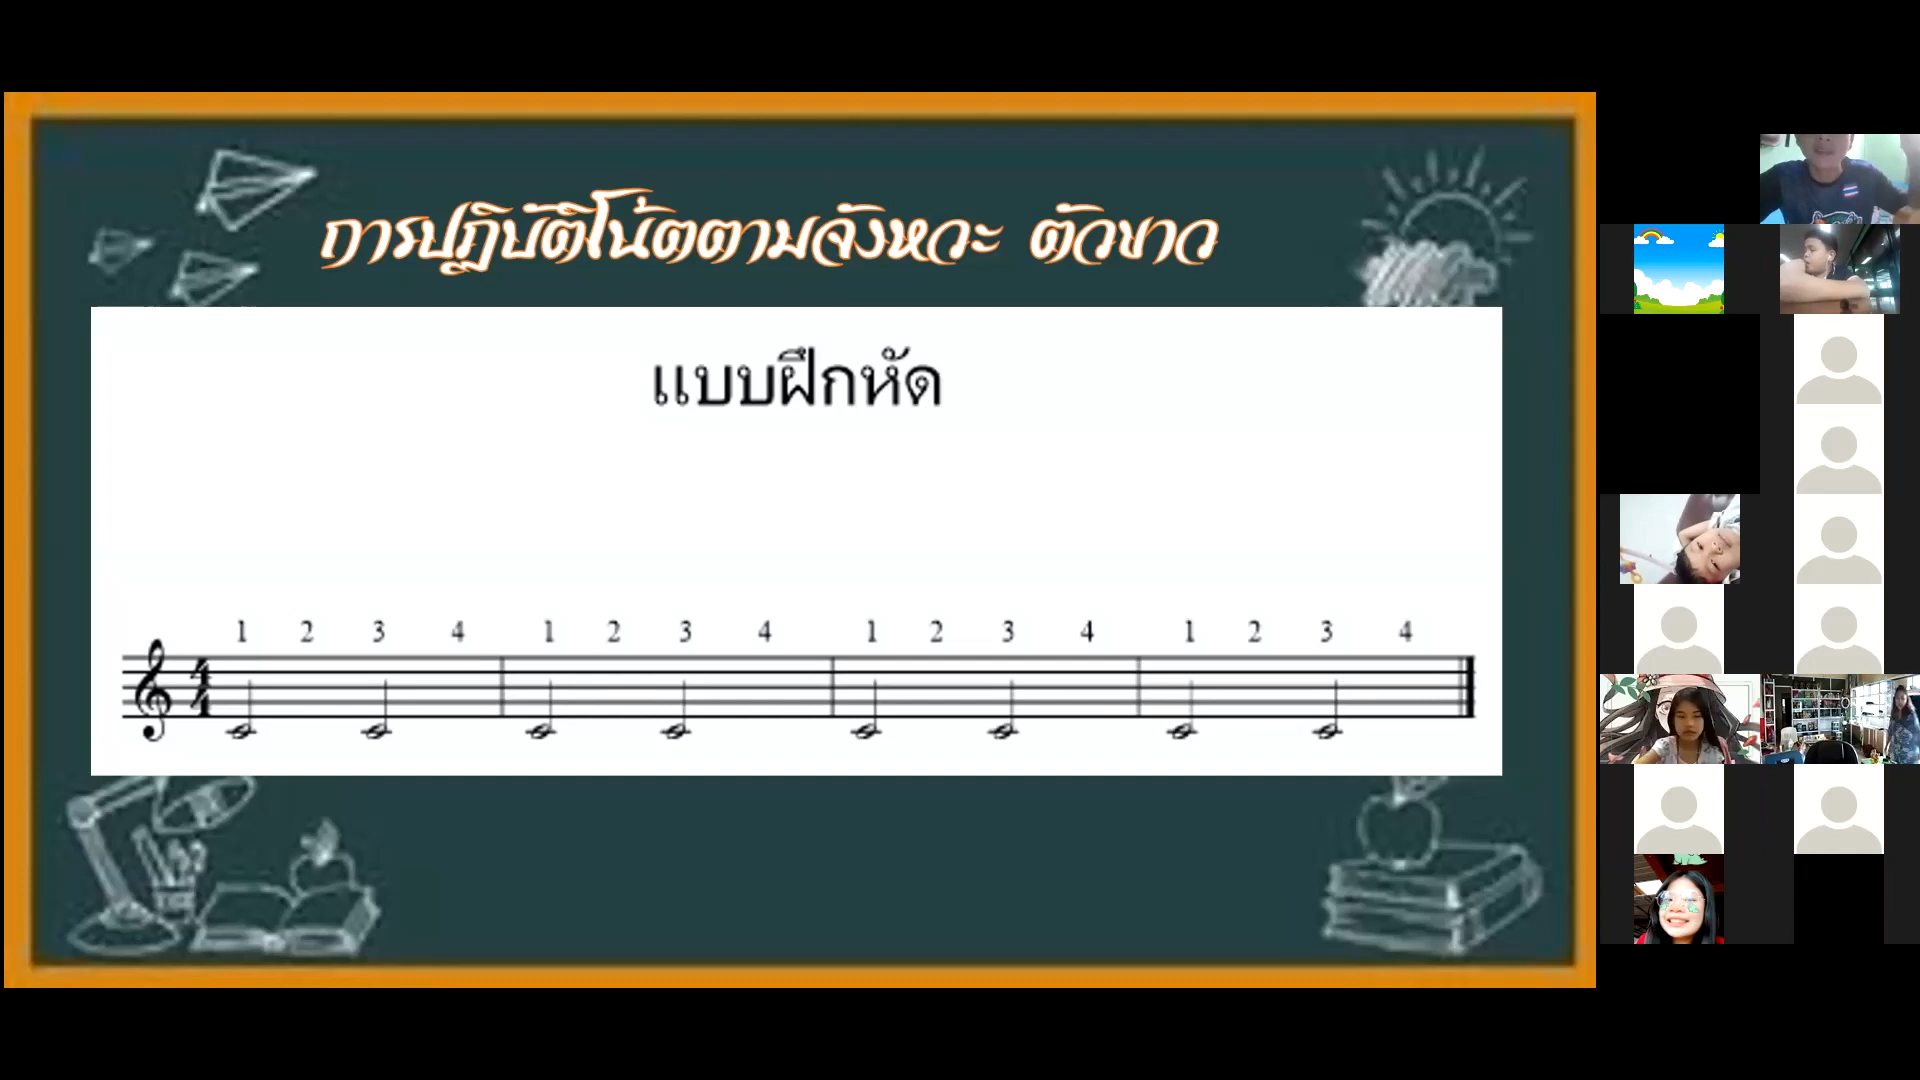 การปฏิบัติโน้ตตามจังหวะ ตัวขาว
แบบฝึกหัด
1 2 3 4 1 2 3 4 1 2 3 4 1 2 3 4
4
4